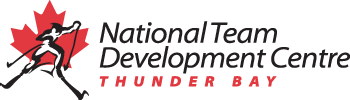 National Team
Development Centre
THUNDER BAY